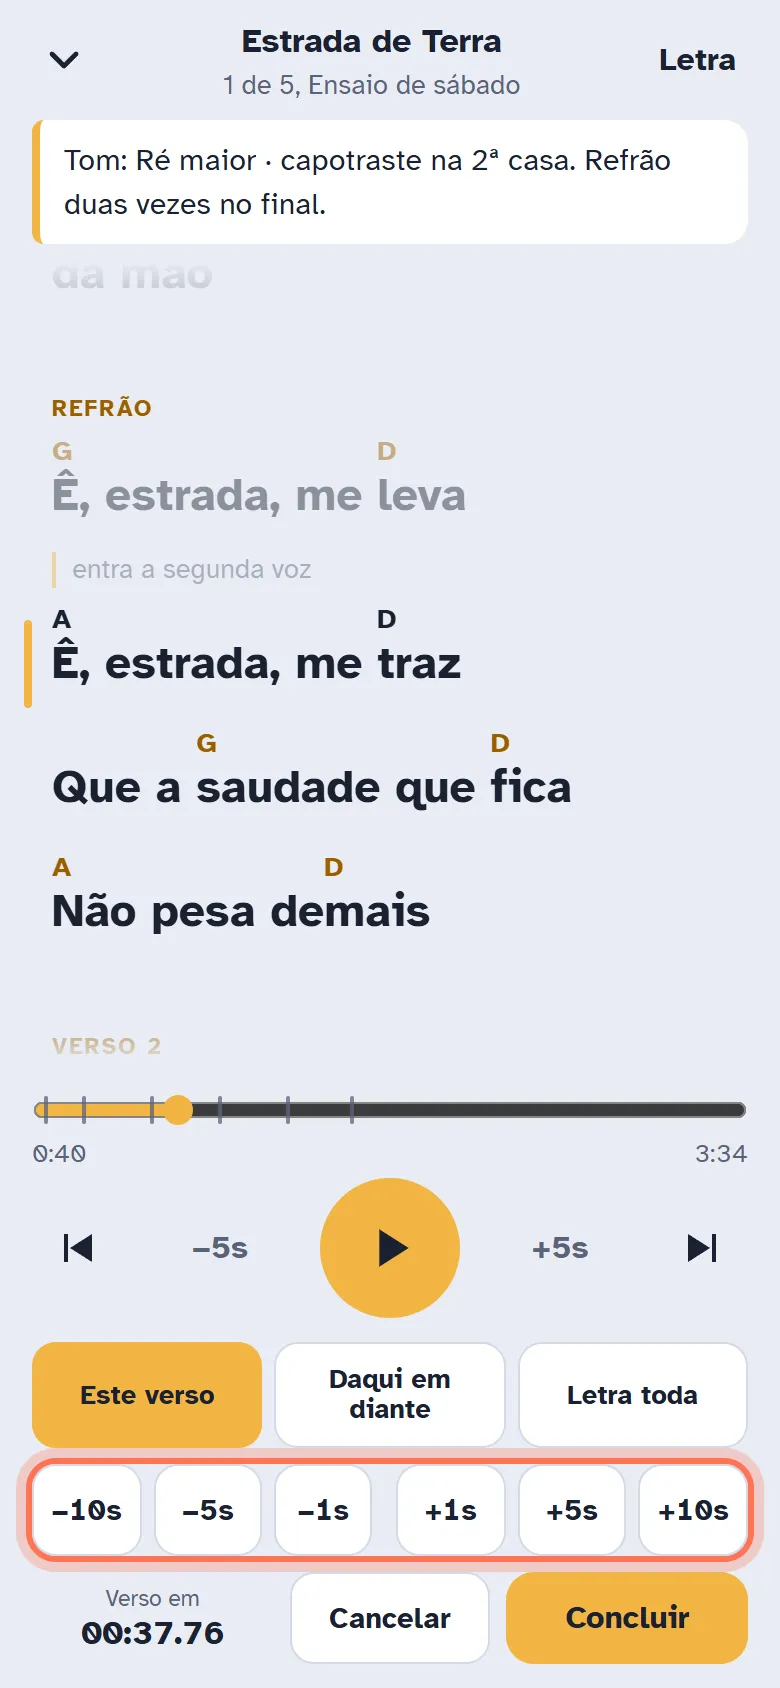 Estrada de Terra
1 de 5, Ensaio de sábado
Letra
Tom: Ré maior · capotraste na 2ª casa. Refrão
duas vezes no final.
da mão
REFRÃO
G D
Ê, estrada, me leva
entra a segunda voz
A D
Ê, estrada, me traz
G D
Que a saudade que fica
A D
Não pesa demais
VERSO 2
0:40 3:34
−5s +5s
Este verso
Daqui em
diante
Letra toda
−10s −5s −1s +1s +5s +10s
Verso em
00:37.76
Cancelar
Concluir